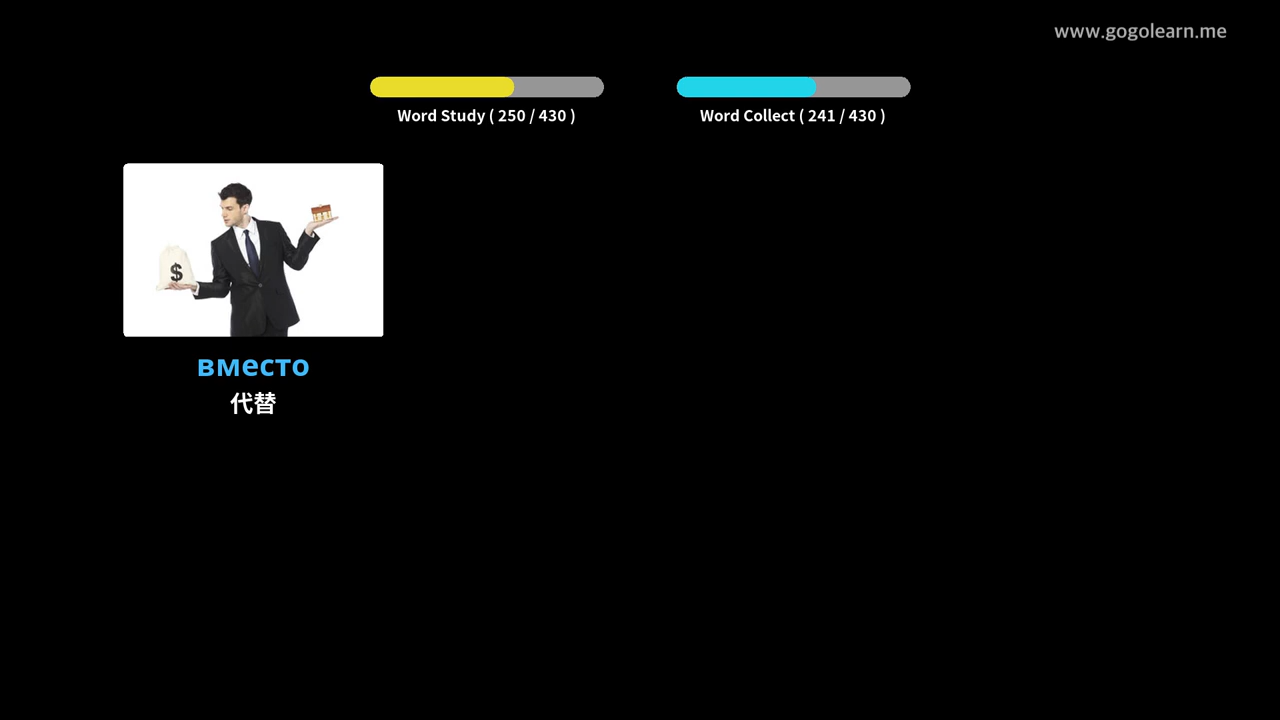 www.gogolearn.me
Word Study ( 250 / 430 )
Word Collect ( 241 / 430 )
$
вместо
代替